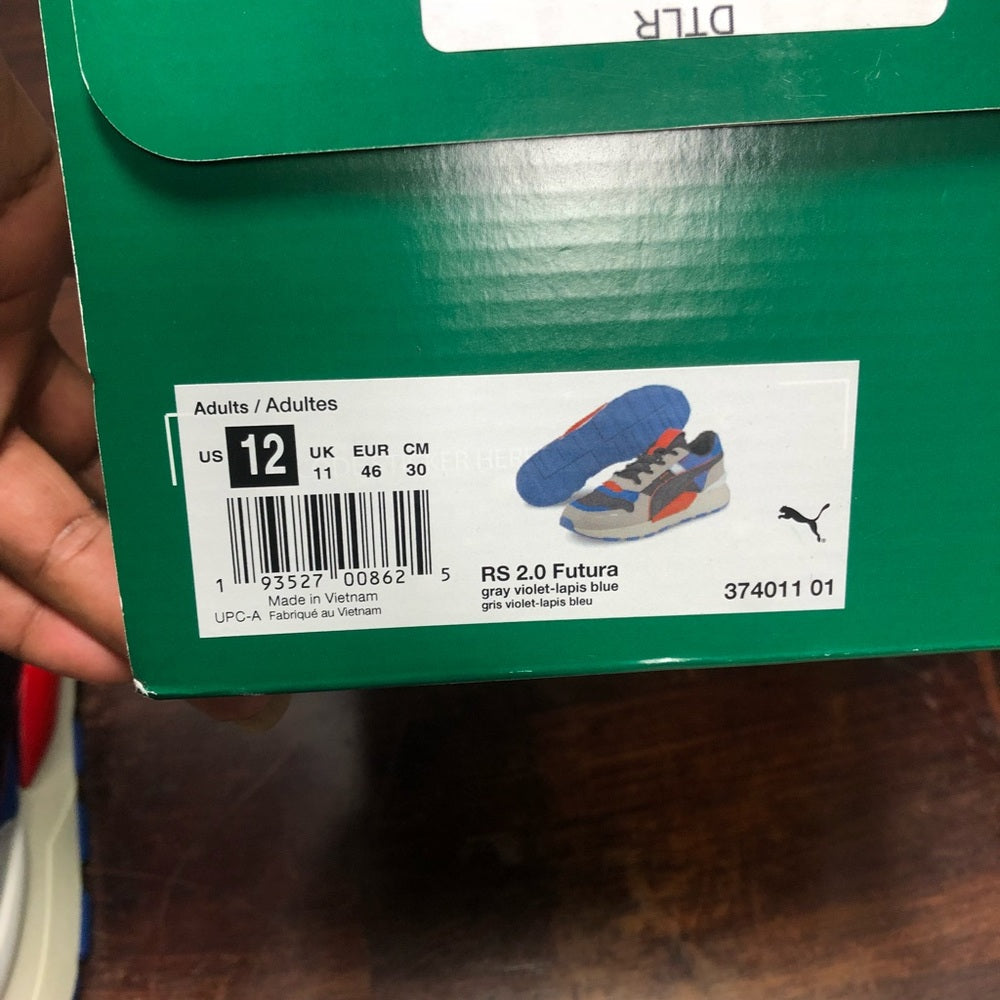 DTLR
Adults / Adultes
US 12 UK 11 EUR 46 CM 30
1 93527 00862 5
Made in Vietnam
UPC-A Fabriqué au Vietnam
RS 2.0 Futura
gray violet-lapis blue
gris violet-lapis bleu
374011 01